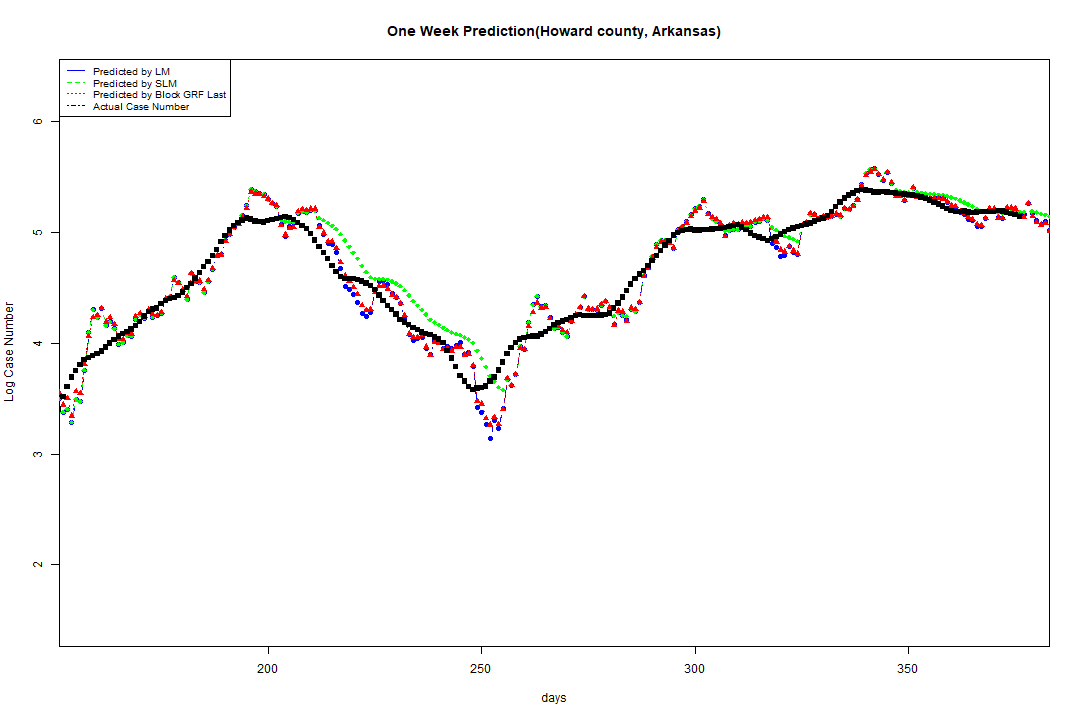 One Week Prediction(Howard county, Arkansas)
Predicted by LM
Predicted by SLM
Predicted by Block GRF Last
Actual Case Number
6
5
4
3
2
Log Case Number
200 250 300 350
days